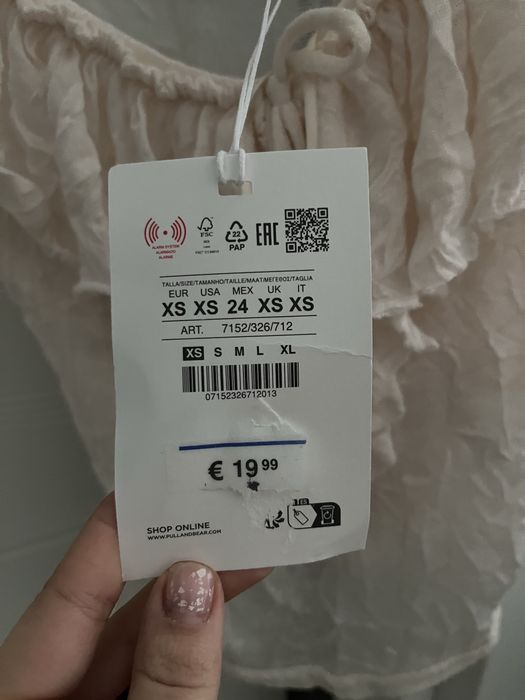 ALARM SYSTEM
FSC
22
PAP
EAC
TALLA/SIZE/TAMANHO/TAILLE/MAAT/ΜΕΓΕΘΟΣ/TAGLIA
EUR USA MEX UK IT
XS XS 24 XS XS
ART. 7152/326/712
XS S M L XL
07152326712013
€ 19 99
SHOP ONLINE
WWW.PULLANDBEAR.COM